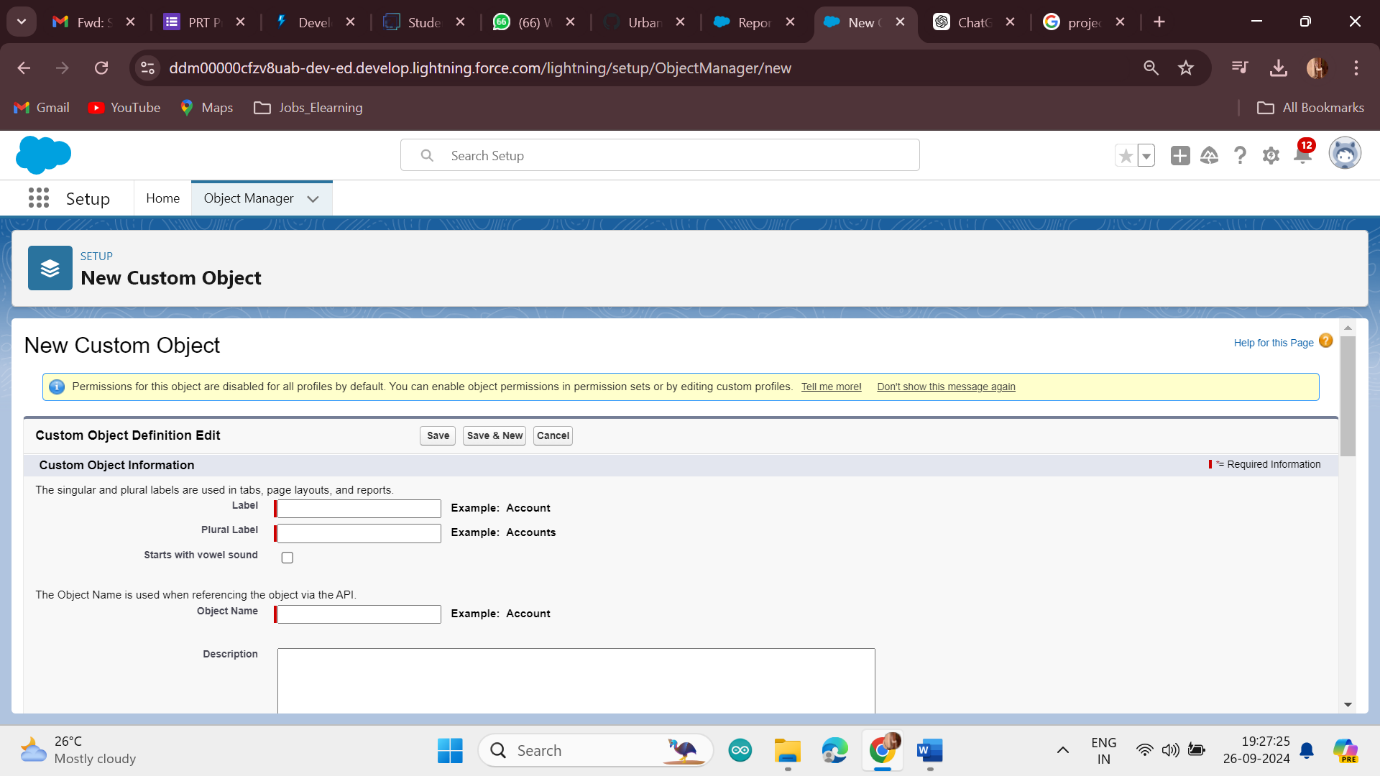 Fwd: S
PRT P
Devel
Stude
(66) W
Urban
Repor
New C
ChatG
projec
ddm00000cfzv8uab-dev-ed.develop.lightning.force.com/lightning/setup/ObjectManager/new
Gmail
YouTube
Maps
Jobs_Elearning
All Bookmarks
Search Setup
12
Setup
Home
Object Manager
SETUP
New Custom Object
New Custom Object
Help for this Page
Permissions for this object are disabled for all profiles by default. You can enable object permissions in permission sets or by editing custom profiles. Tell me more! Don't show this message again
Custom Object Definition Edit
Save
Save & New
Cancel
Custom Object Information
= Required Information
The singular and plural labels are used in tabs, page layouts, and reports.
Label
Example: Account
Plural Label
Example: Accounts
Starts with vowel sound
The Object Name is used when referencing the object via the API.
Object Name
Example: Account
Description
26°C
Mostly cloudy
Search
ENG
IN
19:27:25
26-09-2024
PRE